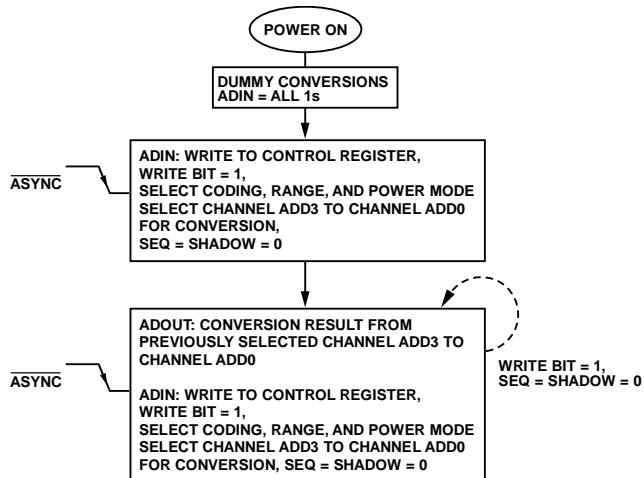 POWER ON
DUMMY CONVERSIONS
ADIN = ALL 1s
ASYNC
ADIN: WRITE TO CONTROL REGISTER,
WRITE BIT = 1,
SELECT CODING, RANGE, AND POWER MODE
SELECT CHANNEL ADD3 TO CHANNEL ADD0
FOR CONVERSION,
SEQ = SHADOW = 0
ASYNC
ADOUT: CONVERSION RESULT FROM
PREVIOUSLY SELECTED CHANNEL ADD3 TO
CHANNEL ADD0
ADIN: WRITE TO CONTROL REGISTER,
WRITE BIT = 1,
SELECT CODING, RANGE, AND POWER MODE
SELECT CHANNEL ADD3 TO CHANNEL ADD0
FOR CONVERSION, SEQ = SHADOW = 0
WRITE BIT = 1,
SEQ = SHADOW = 0